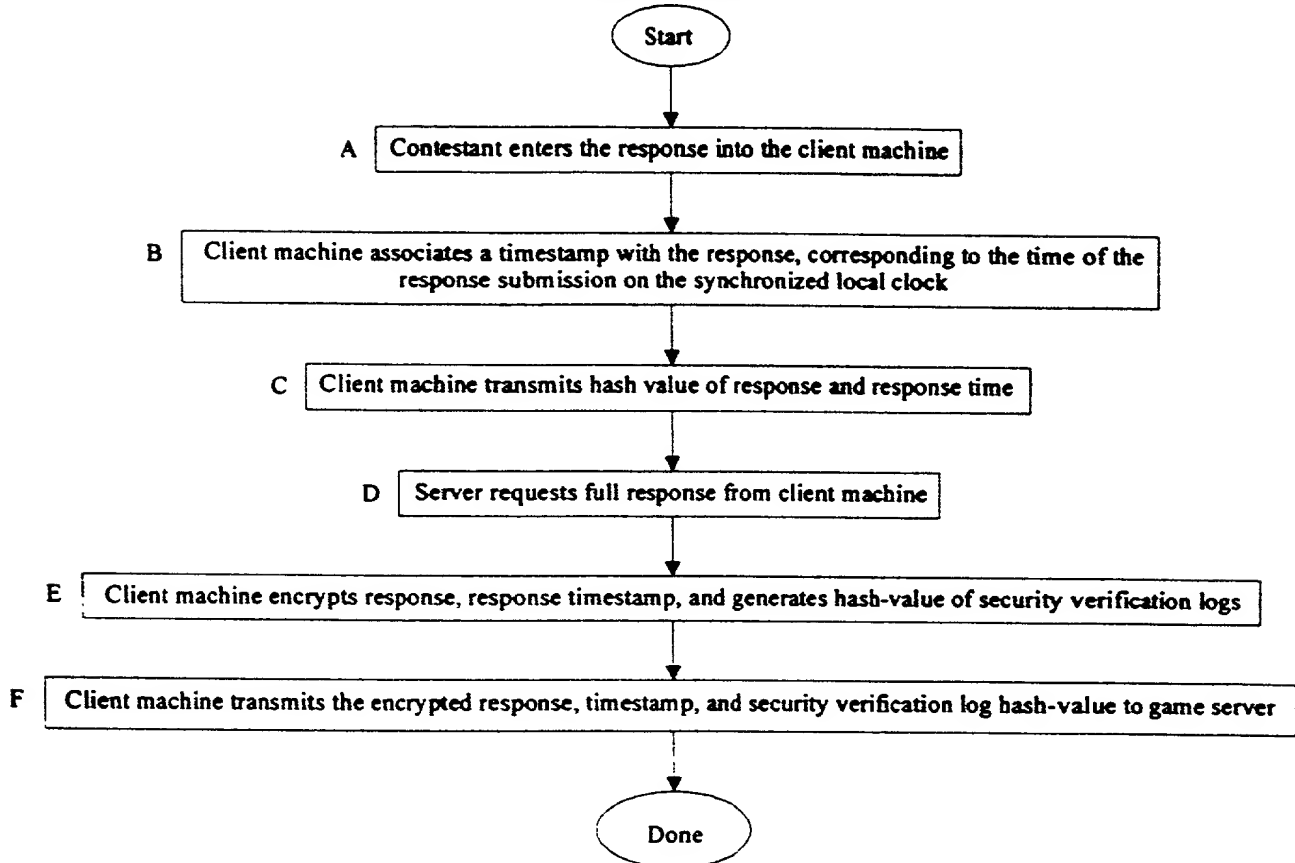 Start
A Contestant enters the response into the client machine
B Client machine associates a timestamp with the response, corresponding to the time of the
response submission on the synchronized local clock
C Client machine transmits hash value of response and response time
D Server requests full response from client machine
E Client machine encrypts response, response timestamp, and generates hash-value of security verification logs
F Client machine transmits the encrypted response, timestamp, and security verification log hash-value to game server
Done